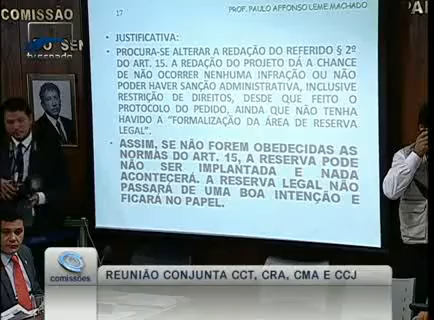 COMISSÃO
17
PROF. PAULO AFFONSO LEME MACHADO
• JUSTIFICATIVA:
• PROCURA-SE ALTERAR A REDAÇÃO DO REFERIDO § 2º
DO ART. 15. A REDAÇÃO DO PROJETO DÁ A CHANCE
DE NÃO OCORRER NENHUMA INFRAÇÃO OU NÃO
PODER HAVER SANÇÃO ADMINISTRATIVA, INCLUSIVE
RESTRIÇÃO DE DIREITOS, DESDE QUE FEITO O
PROTOCOLO DO PEDIDO, AINDA QUE NÃO TENHA
HAVIDO A "FORMALIZAÇÃO DA ÁREA DE RESERVA
LEGAL".
• ASSIM, SE NÃO FOREM OBEDECIDAS AS
NORMAS DO ART. 15, A RESERVA PODE
NÃO SER IMPLANTADA E NADA
ACONTECERÁ. A RESERVA LEGAL NÃO
PASSARÁ DE UMA BOA INTENÇÃO E
FICARÁ NO PAPEL.
comissões
REUNIÃO CONJUNTA CCT, CRA, CMA E CCJ